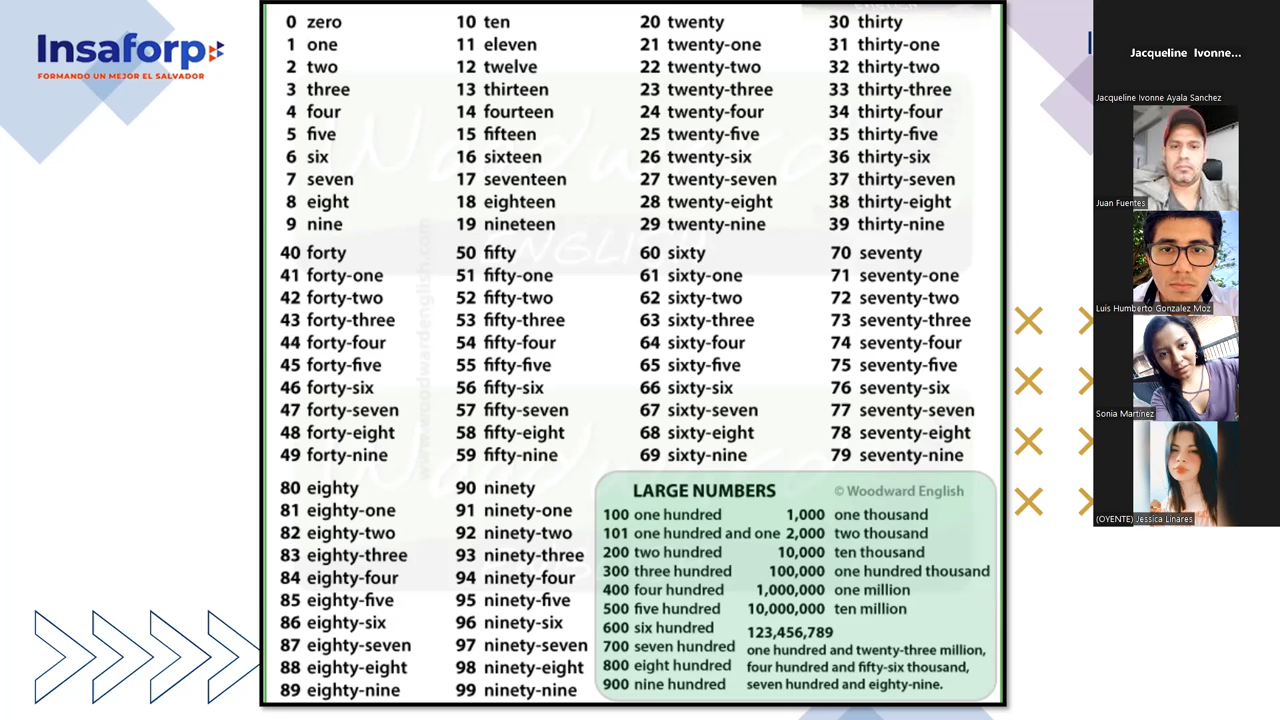 Insaforp
FORMANDO UN MEJOR EL SALVADOR
0 zero
1 one
2 two
3 three
4 four
5 five
6 six
7 seven
8 eight
9 nine
10 ten
11 eleven
12 twelve
13 thirteen
14 fourteen
15 fifteen
16 sixteen
17 seventeen
18 eighteen
19 nineteen
20 twenty
21 twenty-one
22 twenty-two
23 twenty-three
24 twenty-four
25 twenty-five
26 twenty-six
27 twenty-seven
28 twenty-eight
29 twenty-nine
30 thirty
31 thirty-one
32 thirty-two
33 thirty-three
34 thirty-four
35 thirty-five
36 thirty-six
37 thirty-seven
38 thirty-eight
39 thirty-nine
40 forty
41 forty-one
42 forty-two
43 forty-three
44 forty-four
45 forty-five
46 forty-six
47 forty-seven
48 forty-eight
49 forty-nine
50 fifty
51 fifty-one
52 fifty-two
53 fifty-three
54 fifty-four
55 fifty-five
56 fifty-six
57 fifty-seven
58 fifty-eight
59 fifty-nine
60 sixty
61 sixty-one
62 sixty-two
63 sixty-three
64 sixty-four
65 sixty-five
66 sixty-six
67 sixty-seven
68 sixty-eight
69 sixty-nine
70 seventy
71 seventy-one
72 seventy-two
73 seventy-three
74 seventy-four
75 seventy-five
76 seventy-six
77 seventy-seven
78 seventy-eight
79 seventy-nine
80 eighty
81 eighty-one
82 eighty-two
83 eighty-three
84 eighty-four
85 eighty-five
86 eighty-six
87 eighty-seven
88 eighty-eight
89 eighty-nine
90 ninety
91 ninety-one
92 ninety-two
93 ninety-three
94 ninety-four
95 ninety-five
96 ninety-six
97 ninety-seven
98 ninety-eight
99 ninety-nine
LARGE NUMBERS
© Woodward English
100 one hundred
101 one hundred and one
200 two hundred
300 three hundred
400 four hundred
500 five hundred
600 six hundred
700 seven hundred
800 eight hundred
900 nine hundred
1,000 one thousand
2,000 two thousand
10,000 ten thousand
100,000 one hundred thousand
1,000,000 one million
10,000,000 ten million
123,456,789
one hundred and twenty-three million,
four hundred and fifty-six thousand,
seven hundred and eighty-nine.
www.woodwardenglish.com
Woodward
ENGLISH
Jacqueline Ivonne...
Jacqueline Ivonne Ayala Sanchez
Juan Fuentes
Luis Humberto Gonzalez Moz
Sonia Martínez
(OYENTE) Jessica Linares